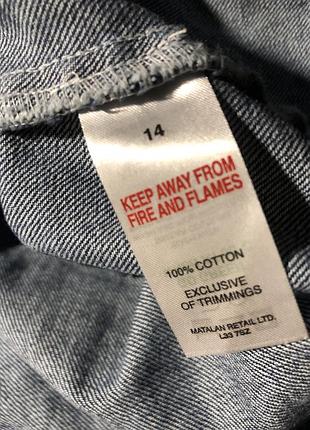 14
KEEP AWAY FROM
FIRE AND FLAMES
100% COTTON
EXCLUSIVE
OF TRIMMINGS
MATALAN RETAIL LTD.
L33 7SZ